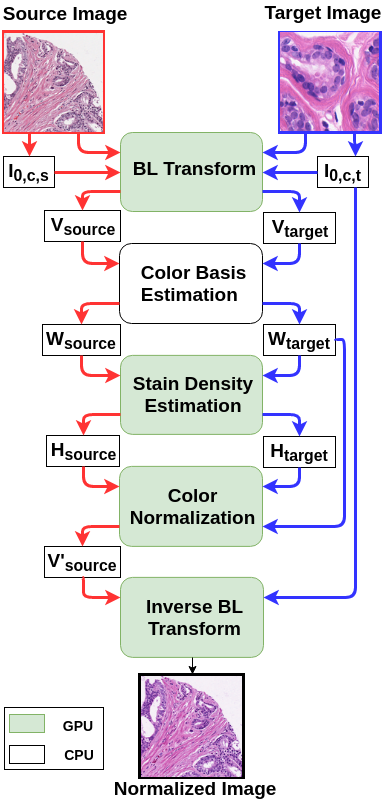 Source Image
Target Image
I0,c,s
BL Transform
I0,c,t
Vsource
Vtarget
Color Basis
Estimation
Wsource
Wtarget
Stain Density
Estimation
Hsource
Htarget
Color
Normalization
V'source
Inverse BL
Transform
GPU
CPU
Normalized Image